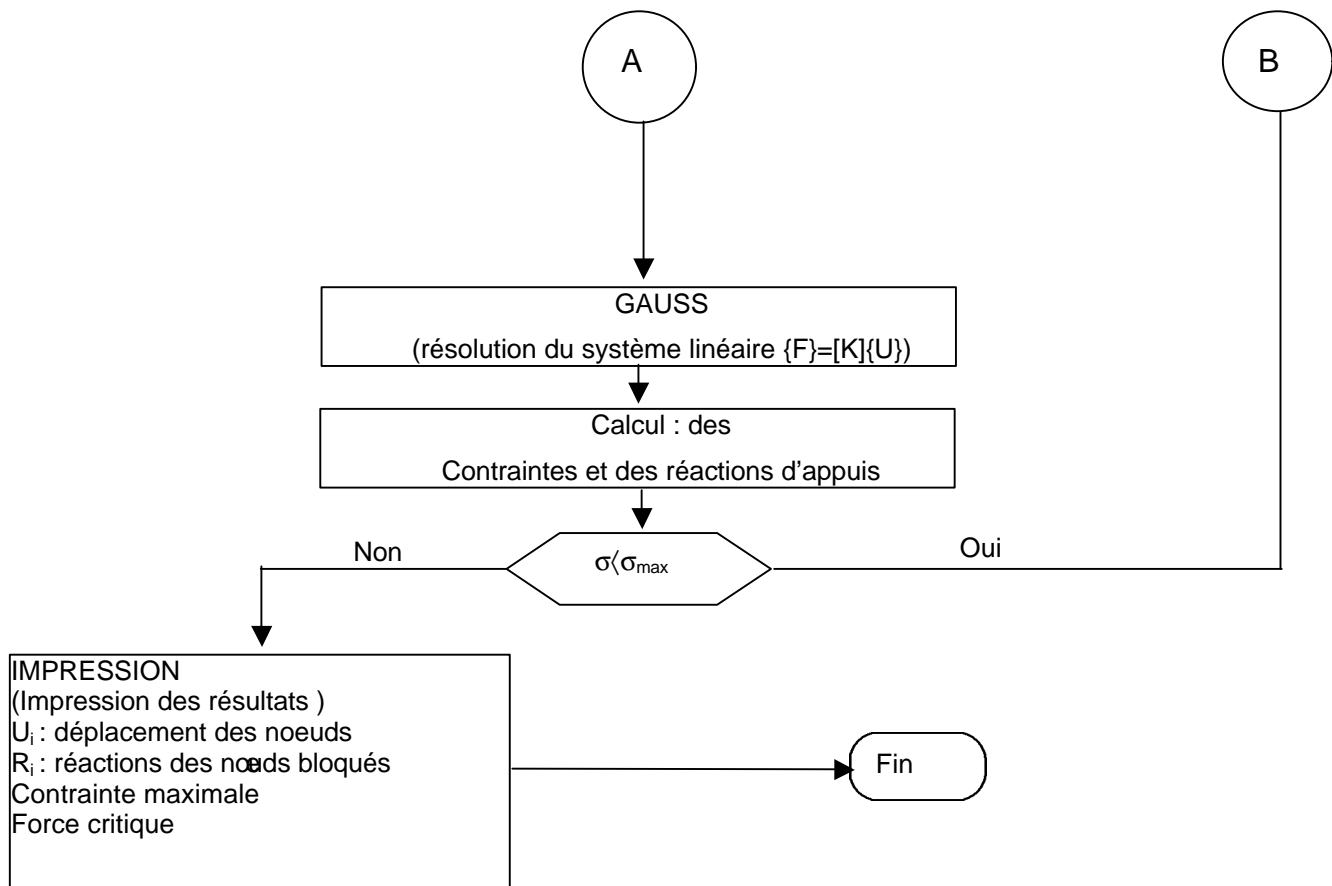 A
B
GAUSS
(résolution du système linéaire {F}=[K]{U})
Calcul : des
Contraintes et des réactions d'appuis
Non
σ⟨σmax
Oui
IMPRESSION
(Impression des résultats )
Ui : déplacement des noeuds
Ri : réactions des nœuds bloqués
Contrainte maximale
Force critique
Fin